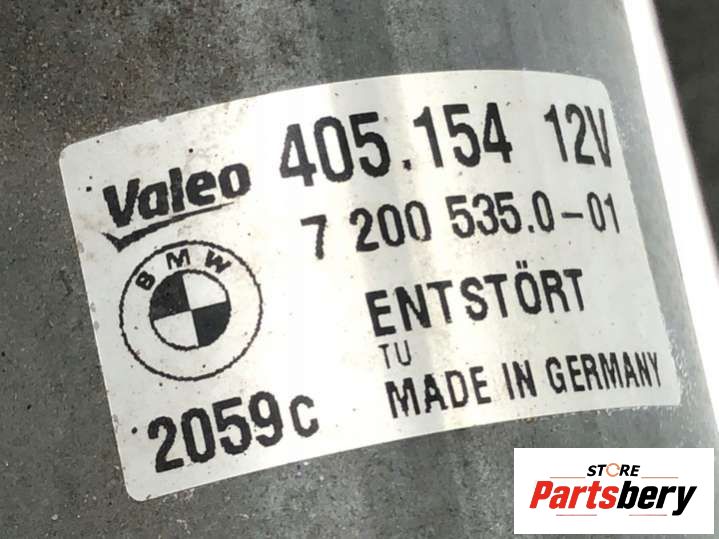 Valeo 405.154 12V
7 200 535.0-01
BMW
ENTSTÖRT
TU
2059c MADE IN GERMANY
STORE
Partsbery